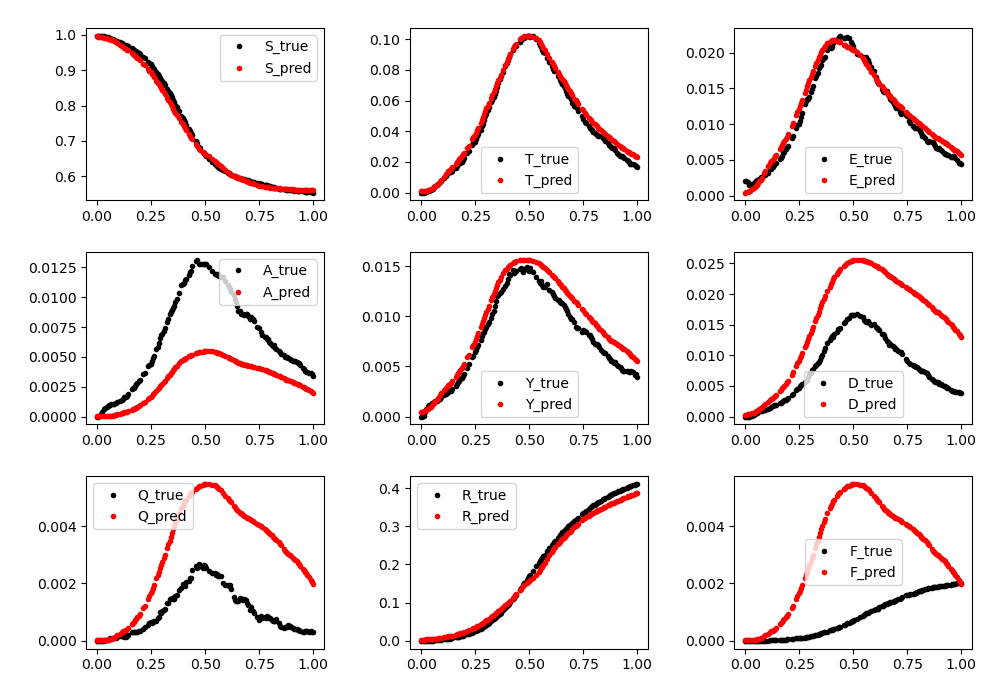 1.0
0.9
0.8
0.7
0.6
0.00 0.25 0.50 0.75 1.00
S_true
S_pred
0.10
0.08
0.06
0.04
0.02
0.00
0.00 0.25 0.50 0.75 1.00
T_true
T_pred
0.020
0.015
0.010
0.005
0.000
0.00 0.25 0.50 0.75 1.00
E_true
E_pred
0.0125
0.0100
0.0075
0.0050
0.0025
0.0000
0.00 0.25 0.50 0.75 1.00
A_true
A_pred
0.015
0.010
0.005
0.000
0.00 0.25 0.50 0.75 1.00
Y_true
Y_pred
0.025
0.020
0.015
0.010
0.005
0.000
0.00 0.25 0.50 0.75 1.00
D_true
D_pred
0.004
0.002
0.000
0.00 0.25 0.50 0.75 1.00
Q_true
Q_pred
0.4
0.3
0.2
0.1
0.0
0.00 0.25 0.50 0.75 1.00
R_true
R_pred
0.004
0.002
0.000
0.00 0.25 0.50 0.75 1.00
F_true
F_pred